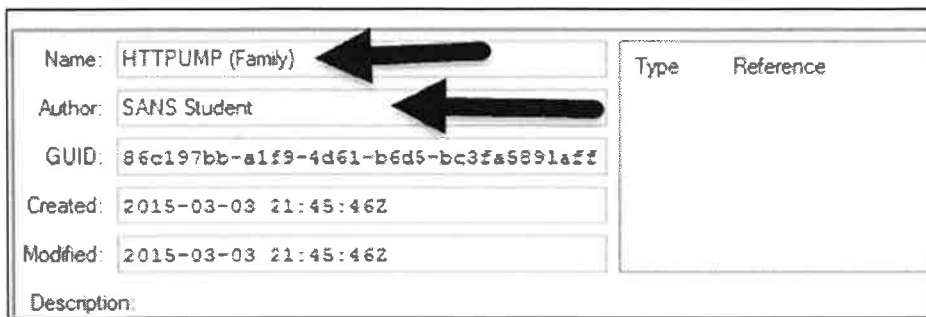 Name: HTTPUMP (Family)
Type Reference
Author: SANS Student
GUID: 86c197bb-a1f9-4d61-b6d5-bc3fa5891aff
Created: 2015-03-03 21:45:46Z
Modified: 2015-03-03 21:45:46Z
Description: